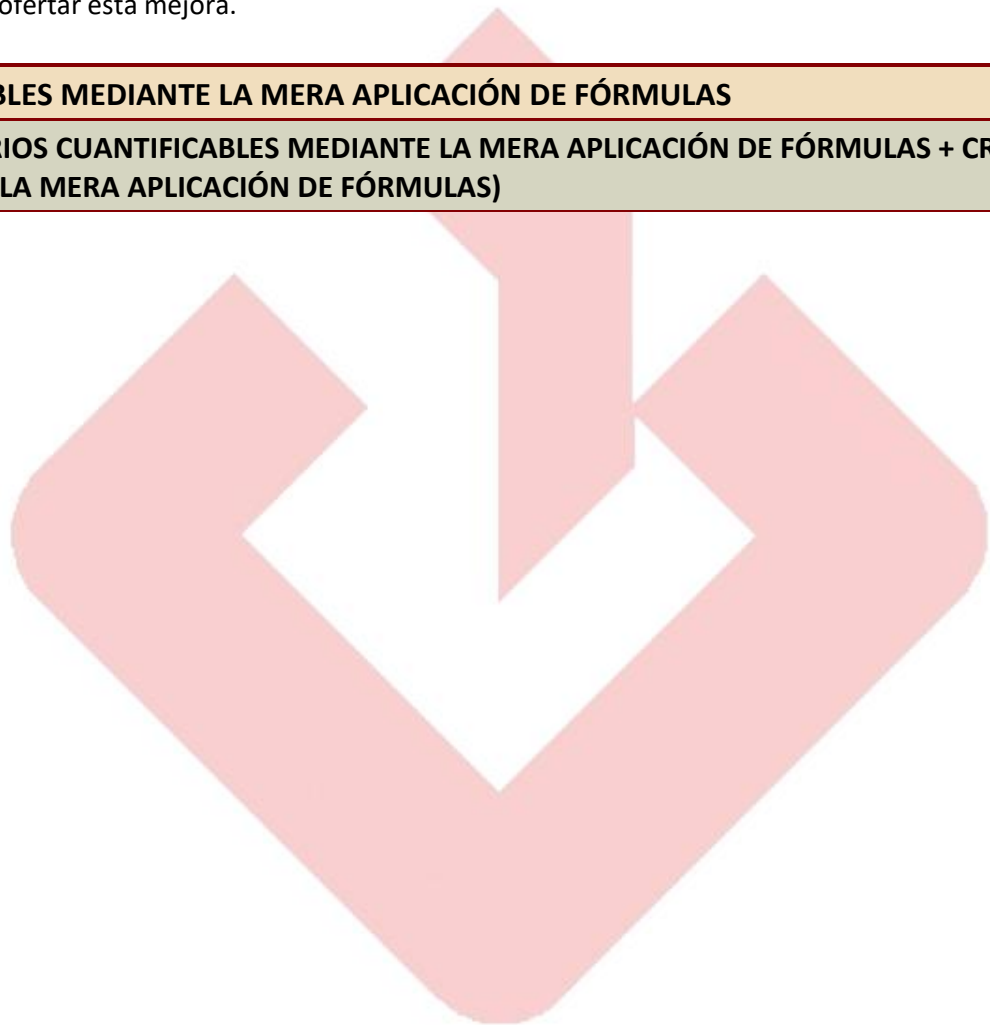 ofertar esta mejora.
BLES MEDIANTE LA MERA APLICACIÓN DE FÓRMULAS
RIOS CUANTIFICABLES MEDIANTE LA MERA APLICACIÓN DE FÓRMULAS + CR
LA MERA APLICACIÓN DE FÓRMULAS)